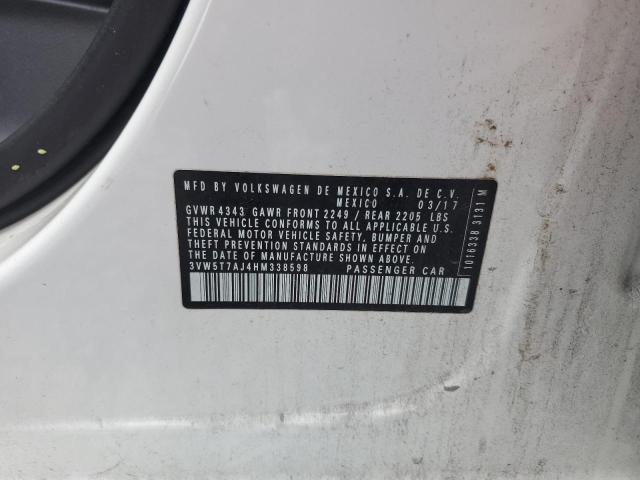 MFD BY VOLKSWAGEN DE MEXICO S.A. DE C.V.
MEXICO 03/17
GVWR 4343 GAWR FRONT 2249 / REAR 2205 LBS
THIS VEHICLE CONFORMS TO ALL APPLICABLE U.S.
FEDERAL MOTOR VEHICLE SAFETY, BUMPER AND
THEFT PREVENTION STANDARDS IN EFFECT ON
THE DATE OF MANUFACTURE SHOWN ABOVE.
3VW5T7AJ4HM338598 PASSENGER CAR
1016338 3131 M